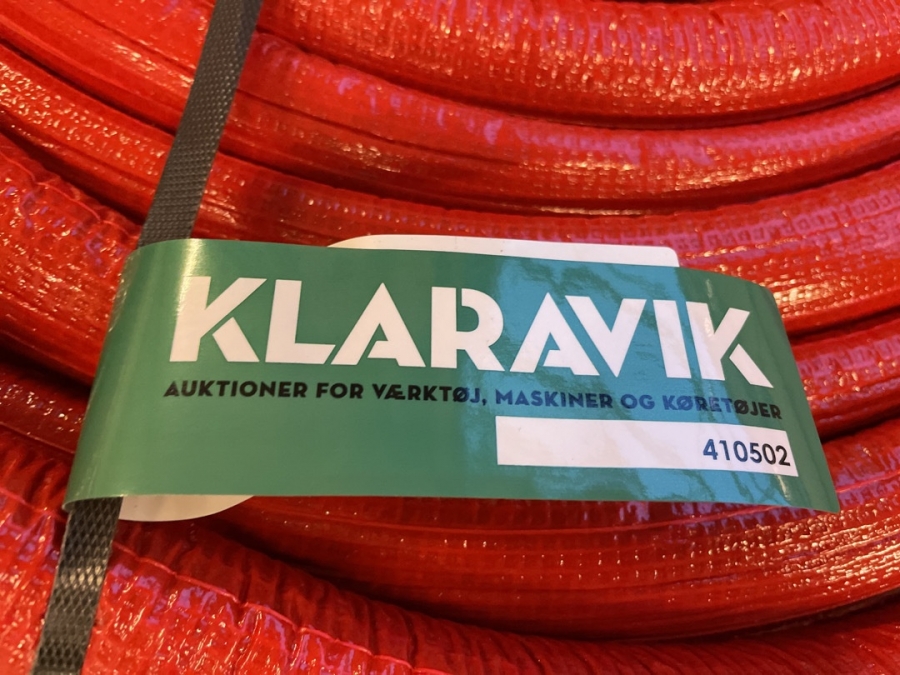 KLARAVIK
AUKTIONER FOR VÆRKTØJ, MASKINER OG KØRETØJER
410502